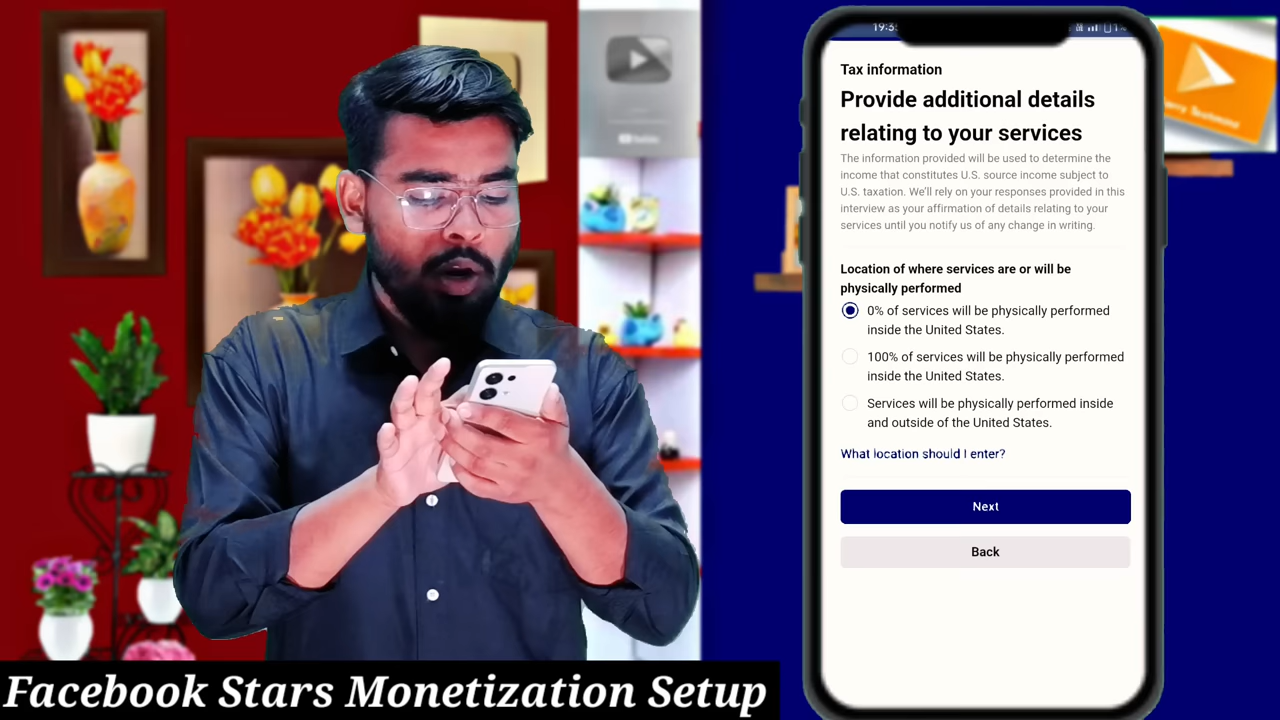 19:3
1%
Tax information
Provide additional details
relating to your services
The information provided will be used to determine the
income that constitutes U.S. source income subject to
U.S. taxation. We'll rely on your responses provided in this
interview as your affirmation of details relating to your
services until you notify us of any change in writing.
Location of where services are or will be
physically performed
0% of services will be physically performed
inside the United States.
100% of services will be physically performed
inside the United States.
Services will be physically performed inside
and outside of the United States.
What location should I enter?
Next
Back
YouTube
Facebook Stars Monetization Setup